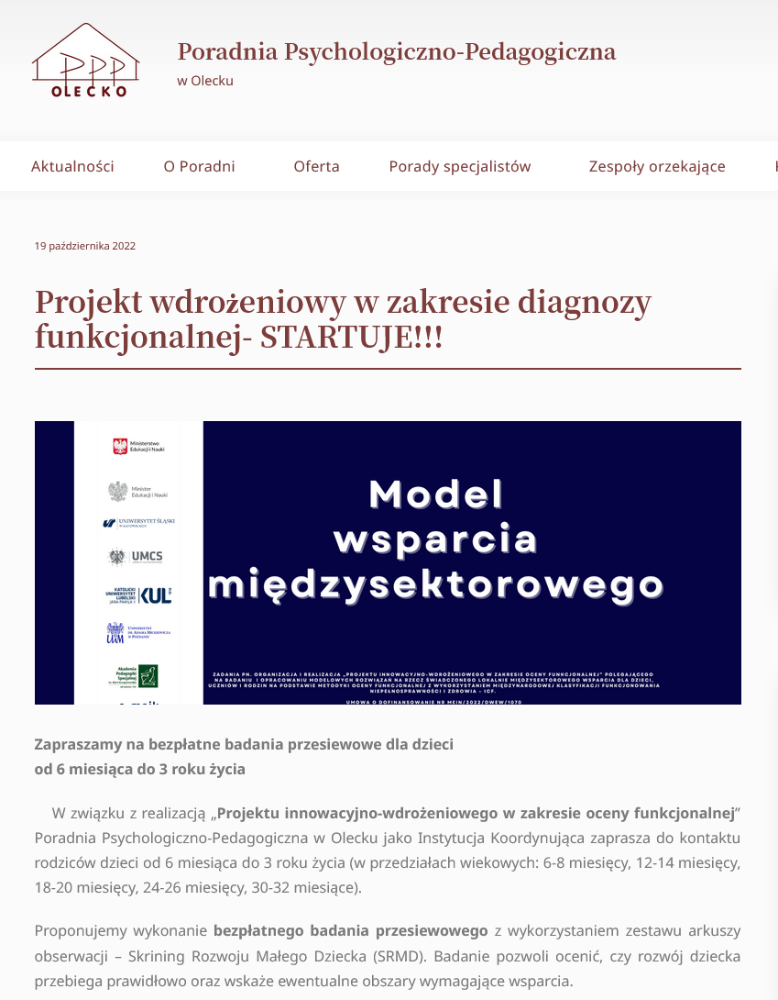 PPP
OLECKO
Poradnia Psychologiczno-Pedagogiczna
w Olecku
Aktualności O Poradni Oferta Porady specjalistów Zespoły orzekające
19 października 2022
Projekt wdrożeniowy w zakresie diagnozy
funkcjonalnej- STARTUJE!!!
Ministerstwo
Edukacji i Nauki
Minister
Edukacji i Nauki
UNIWERSYTET ŚLĄSKI
W KATOWICACH
UMCS
KATOLICKI
UNIWERSYTET
LUBELSKI
JANA PAWŁA II
KUL
UAM
UNIWERSYTET
IM. ADAMA MICKIEWICZA
W POZNANIU
Akademia
Pedagogiki
Specjalnej
Model
wsparcia
międzysektorowego
ZADANIA PN. ORGANIZACJA I REALIZACJA „PROJEKTU INNOWACYJNO-WDROŻENIOWEGO W ZAKRESIE OCENY FUNKCJONALNEJ” POLEGAJĄCEGO
NA BADANIU I OPRACOWANIU MODELOWYCH ROZWIĄZAŃ NA RZECZ ŚWIADCZONEGO LOKALNIE MIĘDZYSEKTOROWEGO WSPARCIA DLA DZIECI,
UCZNIÓW I RODZIN NA PODSTAWIE METODYKI OCENY FUNKCJONALNEJ Z WYKORZYSTANIEM MIĘDZYNARODOWEJ KLASYFIKACJI FUNKCJONOWANIA
NIEPEŁNOSPRAWNOŚCI I ZDROWIA – ICF.
UMOWA O DOFINANSOWANIE NR MEIN/2022/DWEW/1070
Zapraszamy na bezpłatne badania przesiewowe dla dzieci
od 6 miesiąca do 3 roku życia
W związku z realizacją „Projektu innowacyjno-wdrożeniowego w zakresie oceny funkcjonalnej”
Poradnia Psychologiczno-Pedagogiczna w Olecku jako Instytucja Koordynująca zaprasza do kontaktu
rodziców dzieci od 6 miesiąca do 3 roku życia (w przedziałach wiekowych: 6-8 miesięcy, 12-14 miesięcy,
18-20 miesięcy, 24-26 miesięcy, 30-32 miesiące).
Proponujemy wykonanie bezpłatnego badania przesiewowego z wykorzystaniem zestawu arkuszy
obserwacji – Skrining Rozwoju Małego Dziecka (SRMD). Badanie pozwoli ocenić, czy rozwój dziecka
przebiega prawidłowo oraz wskaże ewentualne obszary wymagające wsparcia.